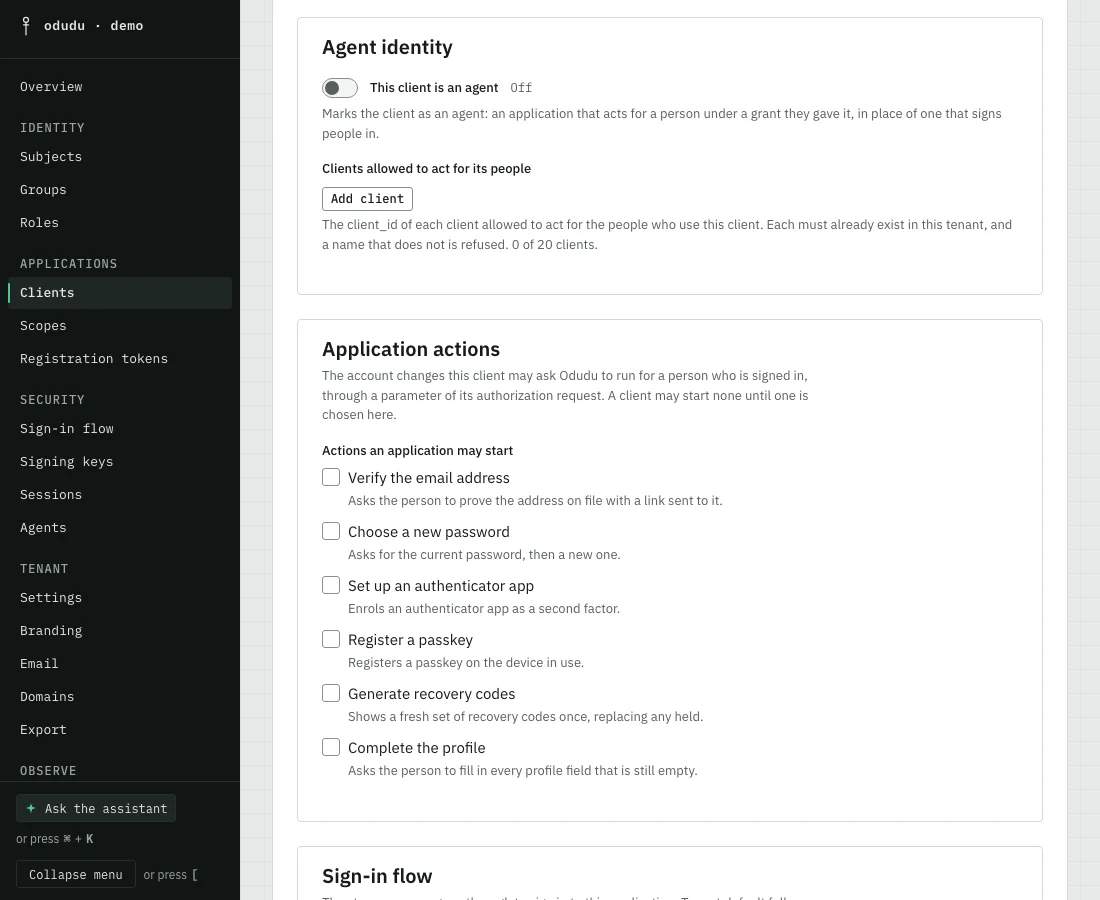 odudu · demo
Overview
IDENTITY
Subjects
Groups
Roles
APPLICATIONS
Clients
Scopes
Registration tokens
SECURITY
Sign-in flow
Signing keys
Sessions
Agents
TENANT
Settings
Branding
Email
Domains
Export
OBSERVE
Ask the assistant
or press ⌘ + K
Collapse menu or press [
Agent identity
This client is an agent Off
Marks the client as an agent: an application that acts for a person under a grant they gave it, in place of one that signs
people in.
Clients allowed to act for its people
Add client
The client_id of each client allowed to act for the people who use this client. Each must already exist in this tenant, and
a name that does not is refused. 0 of 20 clients.
Application actions
The account changes this client may ask Odudu to run for a person who is signed in,
through a parameter of its authorization request. A client may start none until one is
chosen here.
Actions an application may start
Verify the email address
Asks the person to prove the address on file with a link sent to it.
Choose a new password
Asks for the current password, then a new one.
Set up an authenticator app
Enrols an authenticator app as a second factor.
Register a passkey
Registers a passkey on the device in use.
Generate recovery codes
Shows a fresh set of recovery codes once, replacing any held.
Complete the profile
Asks the person to fill in every profile field that is still empty.
Sign-in flow